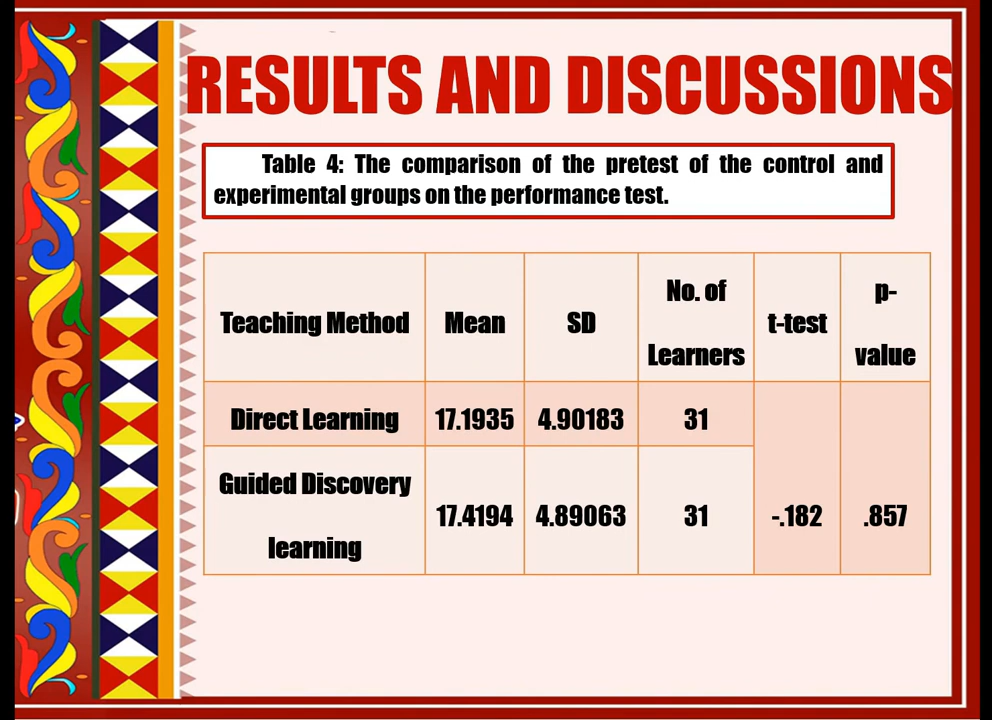 RESULTS AND DISCUSSIONS
Table 4: The comparison of the pretest of the control and
experimental groups on the performance test.
Teaching Method Mean SD No. of Learners t-test p-value
Direct Learning 17.1935 4.90183 31
Guided Discovery learning 17.4194 4.89063 31 -.182 .857